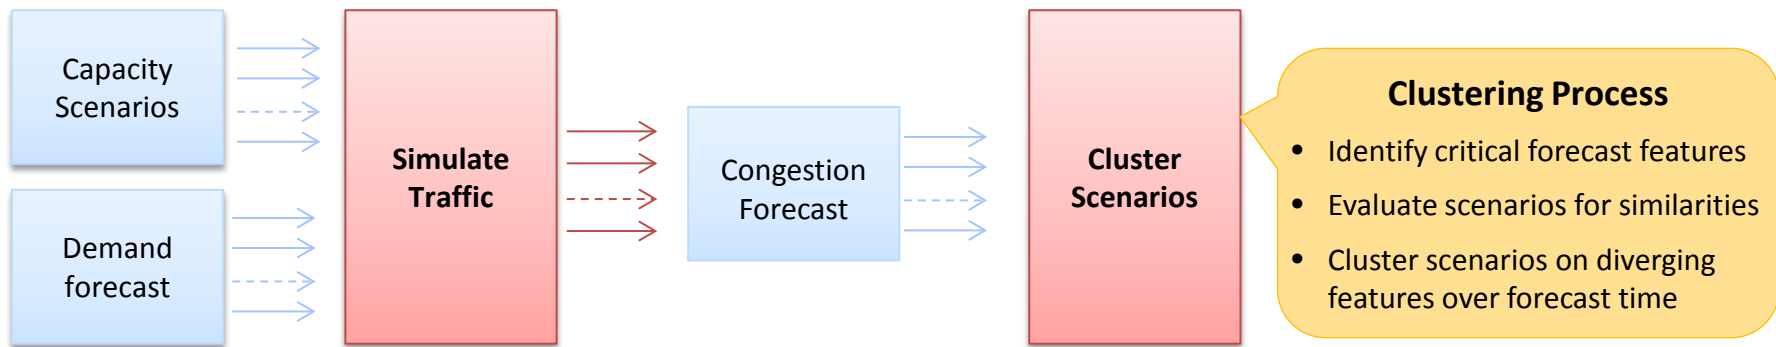 Capacity
Scenarios
Demand
forecast
Simulate
Traffic
Congestion
Forecast
Cluster
Scenarios
Clustering Process
• Identify critical forecast features
• Evaluate scenarios for similarities
• Cluster scenarios on diverging
features over forecast time